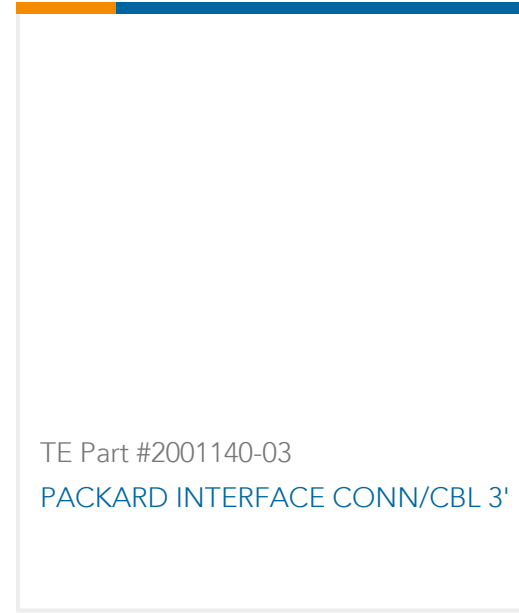 TE Part #2001140-03
PACKARD INTERFACE CONN/CBL 3'